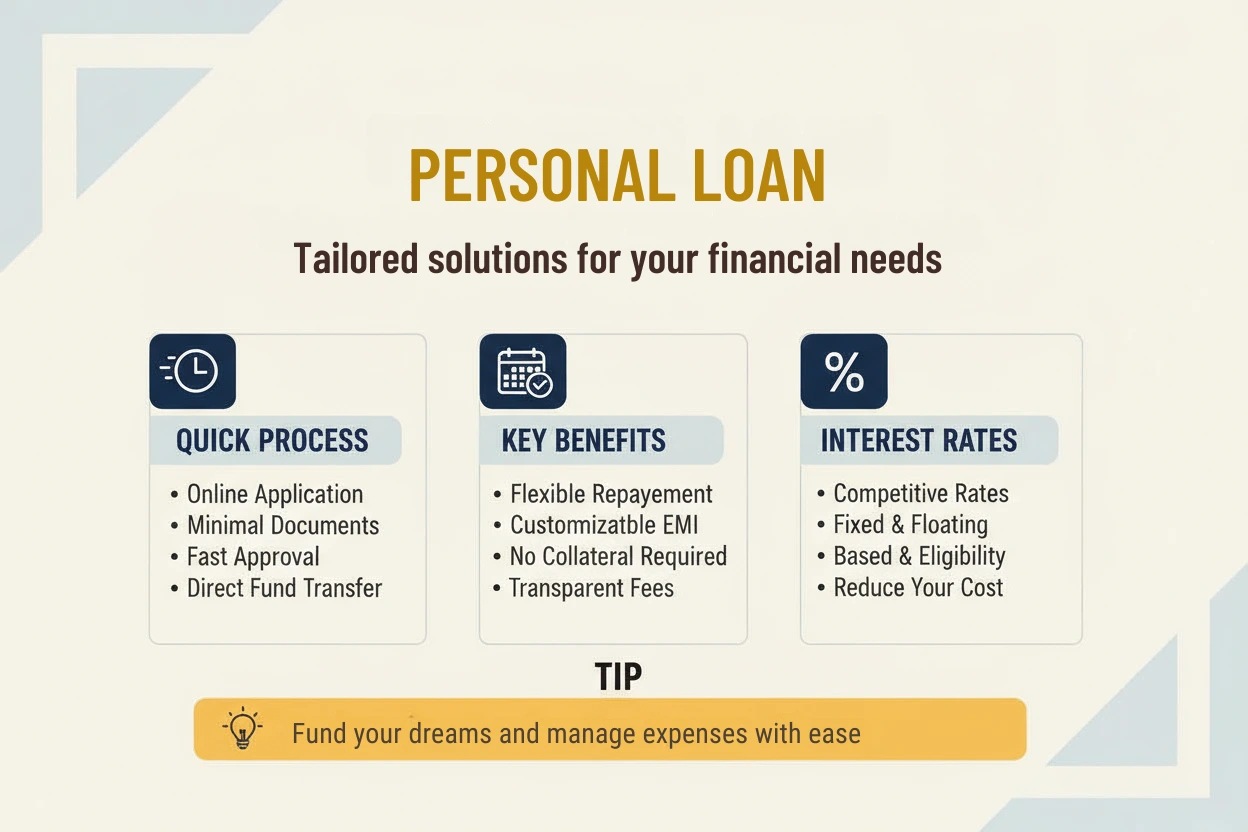 PERSONAL LOAN
Tailored solutions for your financial needs
QUICK PROCESS
• Online Application
• Minimal Documents
• Fast Approval
• Direct Fund Transfer
KEY BENEFITS
• Flexible Repayement
• Customizatble EMI
• No Collateral Required
• Transparent Fees
%
INTEREST RATES
• Competitive Rates
• Fixed & Floating
• Based & Eligibility
• Reduce Your Cost
TIP
Fund your dreams and manage expenses with ease